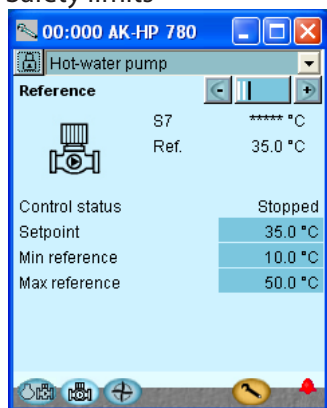 Safety limits
00:000 AK-HP 780
Hot-water pump
Reference
S7 ***** °C
Ref. 35.0 °C
Control status Stopped
Setpoint 35.0 °C
Min reference 10.0 °C
Max reference 50.0 °C